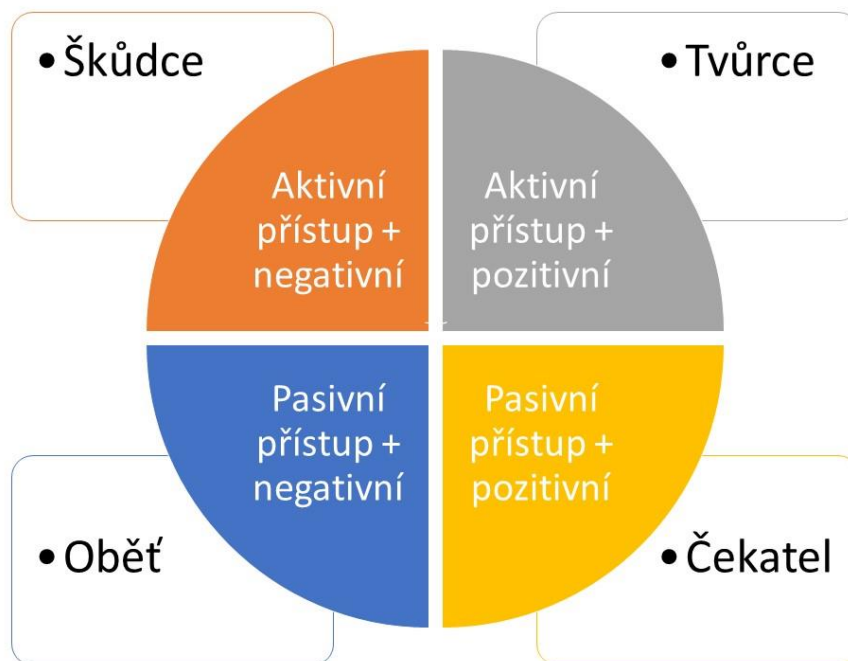 •Škůdce
•Tvůrce
Aktivní
přístup +
negativní
Aktivní
přístup +
pozitivní
Pasivní
přístup +
negativní
Pasivní
přístup +
pozitivní
•Oběť
•Čekatel